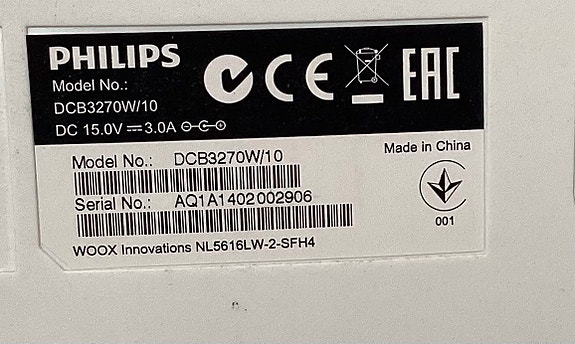 PHILIPS
Model No.:
DCB3270W/10
DC 15.0V⎓3.0A
CE
EAC
Model No.: DCB3270W/10
Made in China
Serial No.: AQ1A1402002906
001
WOOX Innovations NL5616LW-2-SFH4